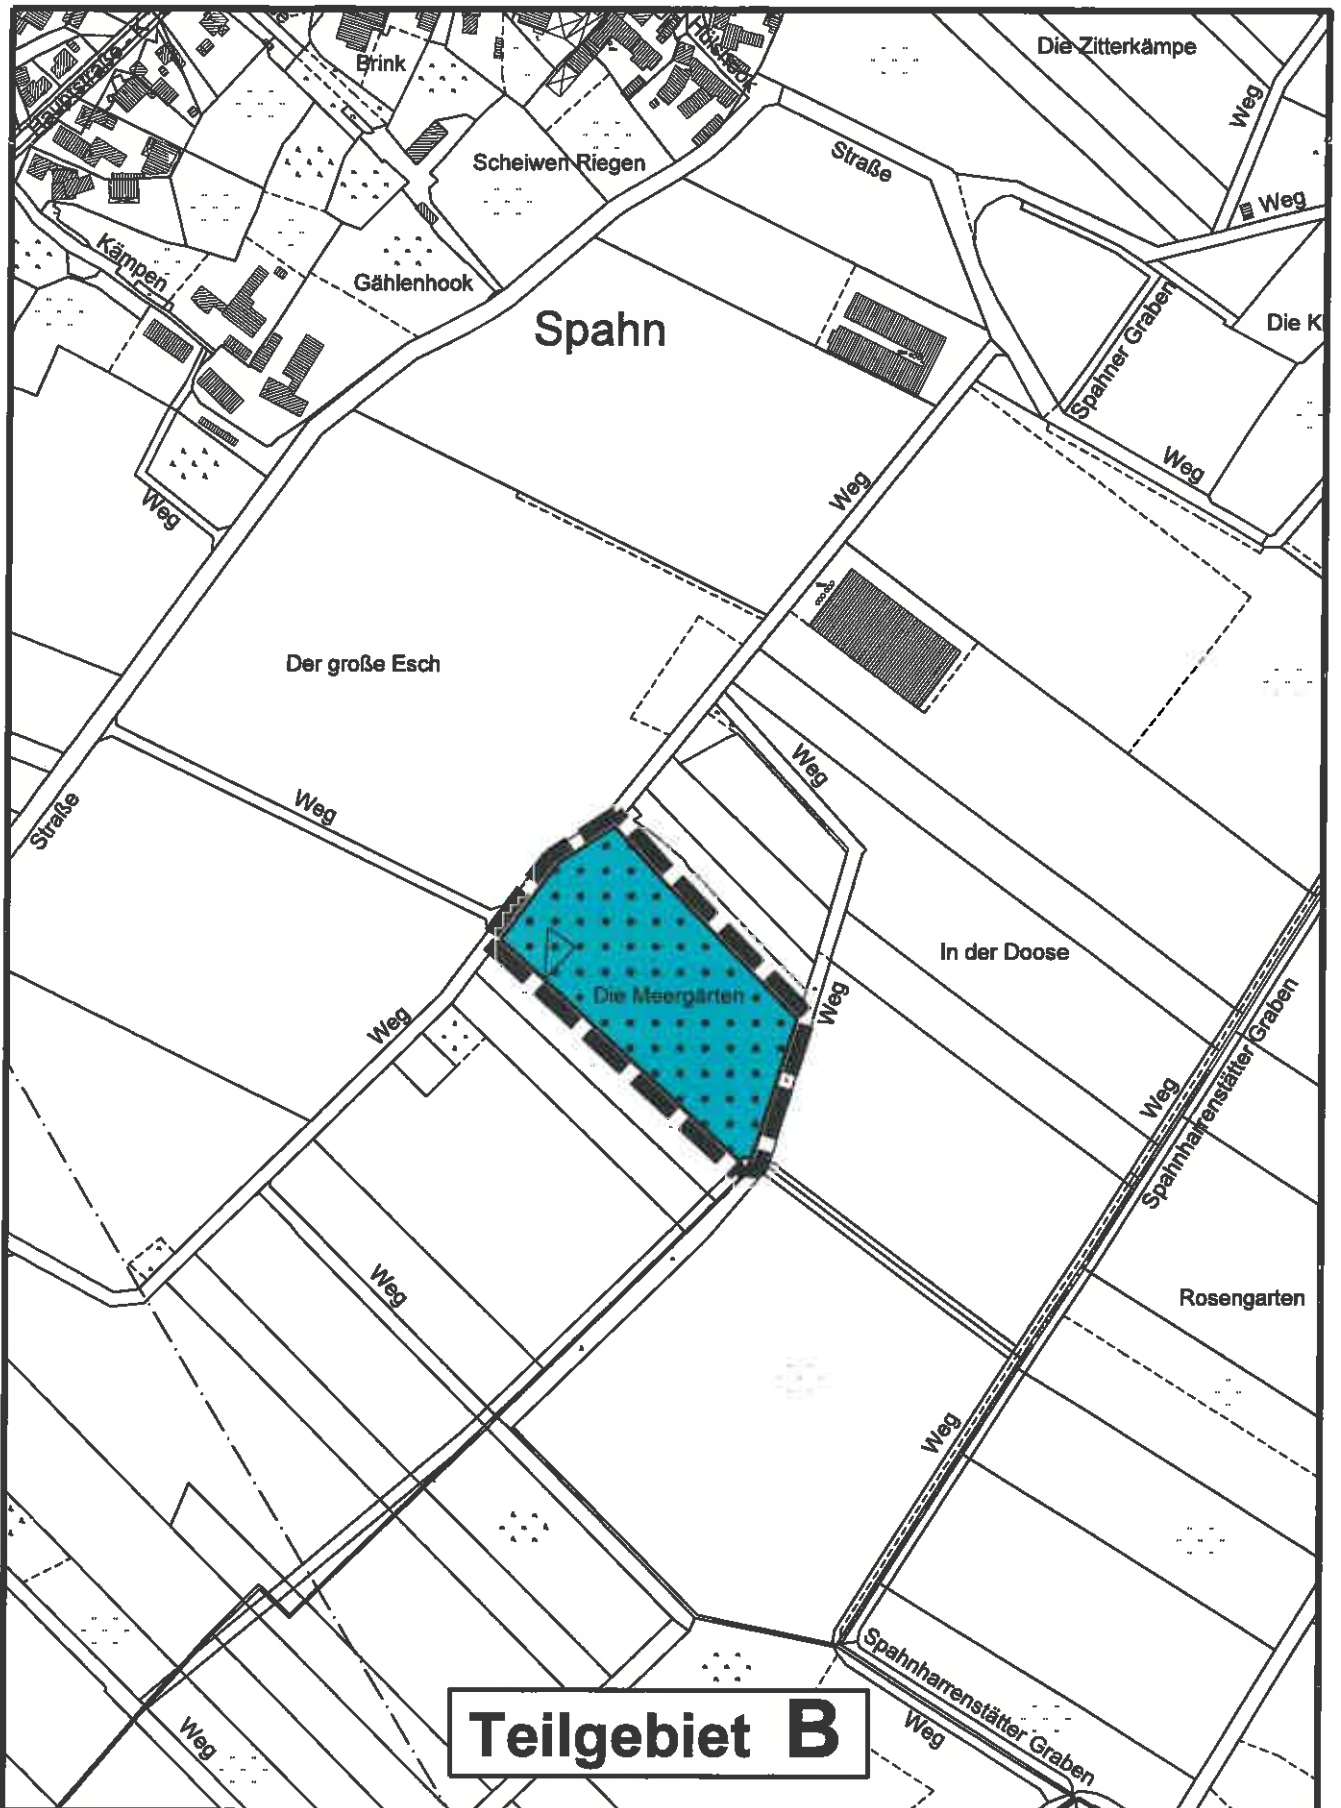 Brink
Hauptstraße
Die Zitterkämpe
Weg
Scheiwen Riegen
Straße
Weg
Kämpen
Gählenhook
Spahn
Spahner Graben
Die K
Weg
Weg
Weg
Der große Esch
Weg
Weg
Straße
In der Doose
Die Meergärten
Weg
Weg
Weg
Spahnharrenstätter Graben
Weg
Rosengarten
Weg
Spahnharrenstätter Graben
Weg
Weg
Teilgebiet B